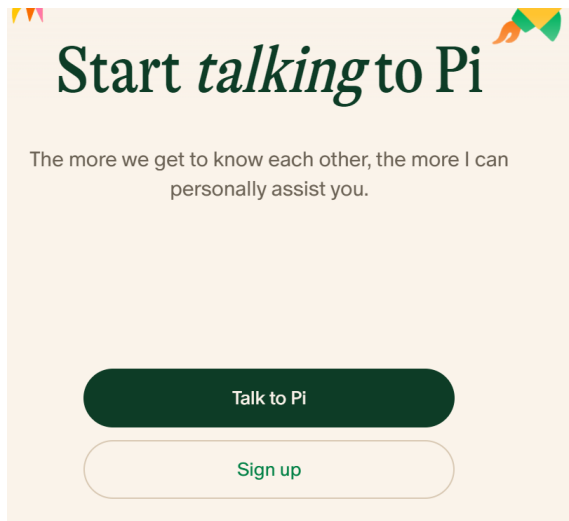 Start talking to Pi
The more we get to know each other, the more I can
personally assist you.
Talk to Pi
Sign up